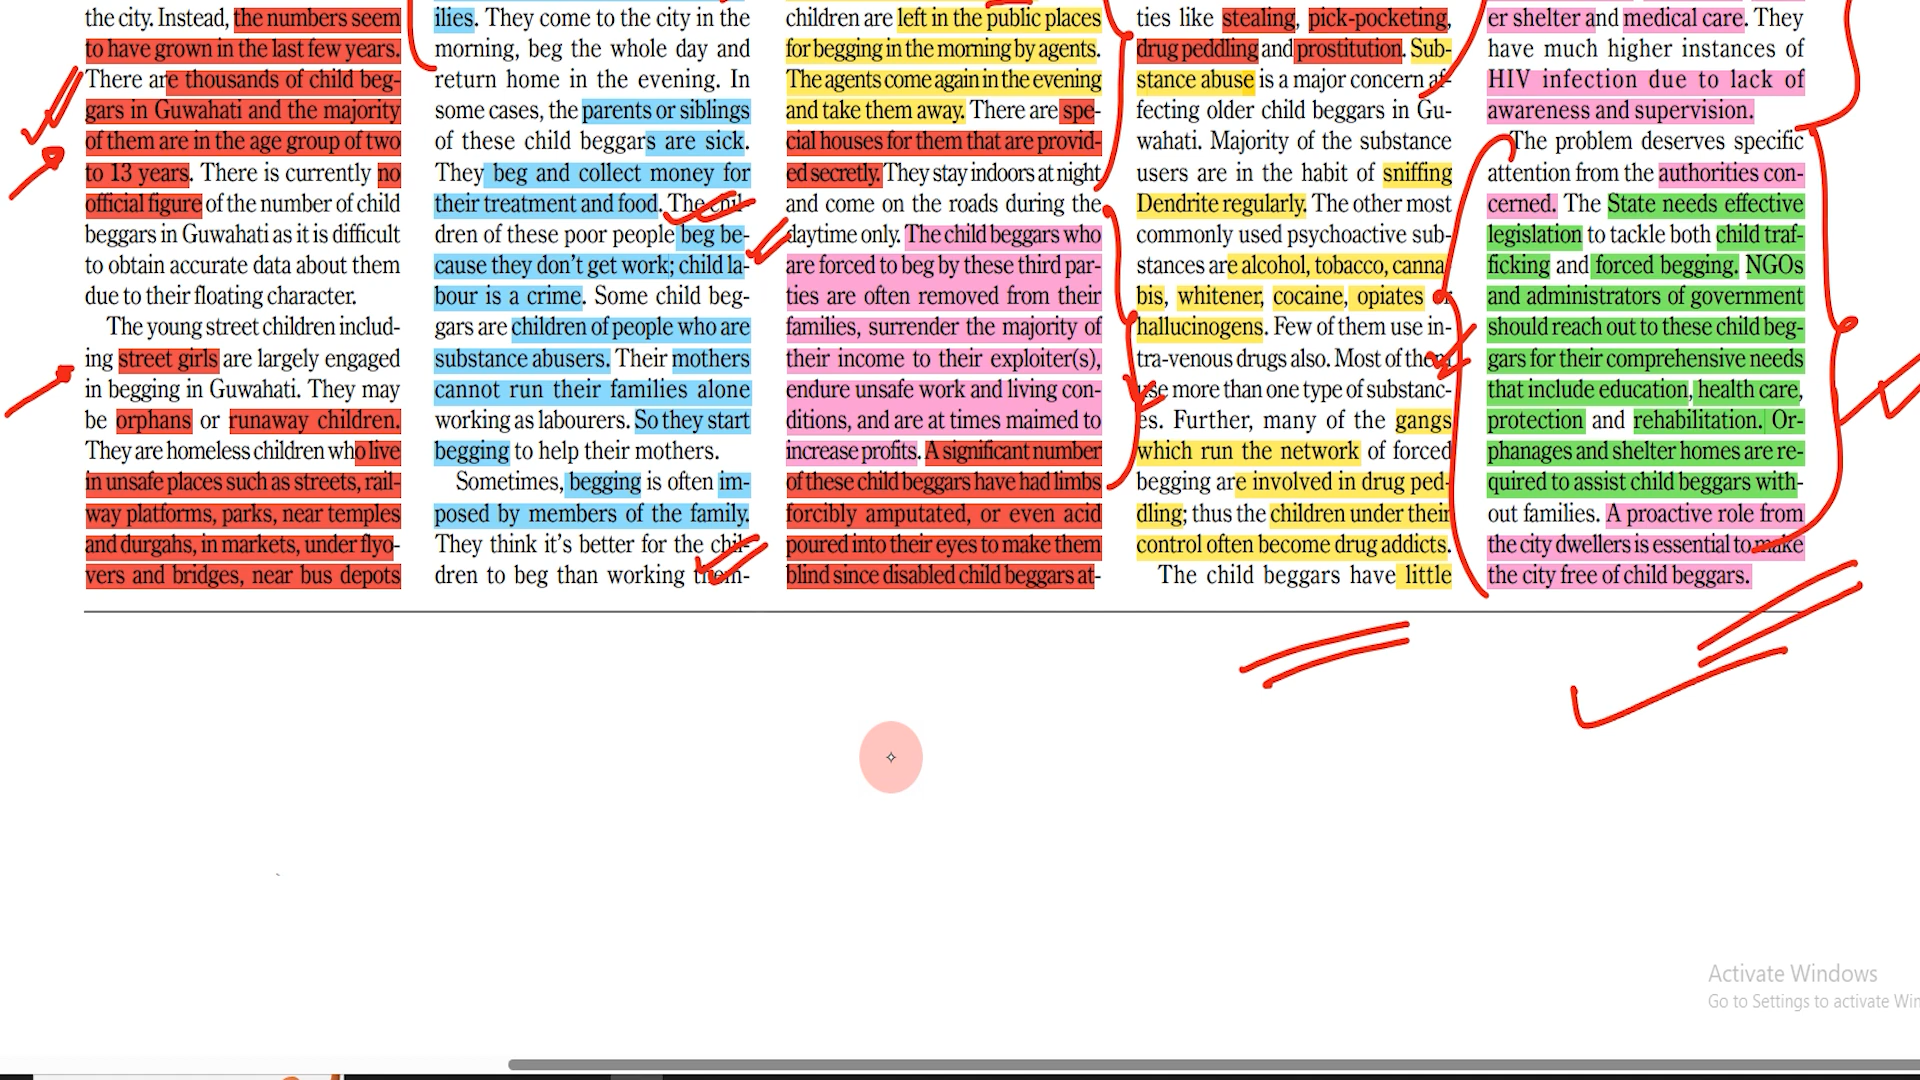 the city. Instead, the numbers seem
to have grown in the last few years.
There are thousands of child beg-
gars in Guwahati and the majority
of them are in the age group of two
to 13 years. There is currently no
official figure of the number of child
beggars in Guwahati as it is difficult
to obtain accurate data about them
due to their floating character.
The young street children includ-
ing street girls are largely engaged
in begging in Guwahati. They may
be orphans or runaway children.
They are homeless children who live
in unsafe places such as streets, rail-
way platforms, parks, near temples
and durgahs, in markets, under flyo-
vers and bridges, near bus depots
ilies. They come to the city in the
morning, beg the whole day and
return home in the evening. In
some cases, the parents or siblings
of these child beggars are sick.
They beg and collect money for
their treatment and food. The chil-
dren of these poor people beg be-
cause they don't get work; child la-
bour is a crime. Some child beg-
gars are children of people who are
substance abusers. Their mothers
cannot run their families alone
working as labourers. So they start
begging to help their mothers.
Sometimes, begging is often im-
posed by members of the family.
They think it's better for the chil-
dren to beg than working them-
children are left in the public places
for begging in the morning by agents.
The agents come again in the evening
and take them away. There are spe-
cial houses for them that are provid-
ed secretly. They stay indoors at night
and come on the roads during the
daytime only. The child beggars who
are forced to beg by these third par-
ties are often removed from their
families, surrender the majority of
their income to their exploiter(s),
endure unsafe work and living con-
ditions, and are at times maimed to
increase profits. A significant number
of these child beggars have had limbs
forcibly amputated, or even acid
poured into their eyes to make them
blind since disabled child beggars at-
ties like stealing, pick-pocketing,
drug peddling and prostitution. Sub-
stance abuse is a major concern af-
fecting older child beggars in Gu-
wahati. Majority of the substance
users are in the habit of sniffing
Dendrite regularly. The other most
commonly used psychoactive sub-
stances are alcohol, tobacco, canna
bis, whitener, cocaine, opiates or
hallucinogens. Few of them use in-
tra-venous drugs also. Most of them
use more than one type of substanc-
es. Further, many of the gangs
which run the network of forced
begging are involved in drug ped-
dling; thus the children under their
control often become drug addicts.
The child beggars have little
er shelter and medical care. They
have much higher instances of
HIV infection due to lack of
awareness and supervision.
The problem deserves specific
attention from the authorities con-
cerned. The State needs effective
legislation to tackle both child traf-
ficking and forced begging. NGOs
and administrators of government
should reach out to these child beg-
gars for their comprehensive needs
that include education, health care,
protection and rehabilitation. Or-
phanages and shelter homes are re-
quired to assist child beggars with-
out families. A proactive role from
the city dwellers is essential to make
the city free of child beggars.
Activate Windows
Go to Settings to activate Win